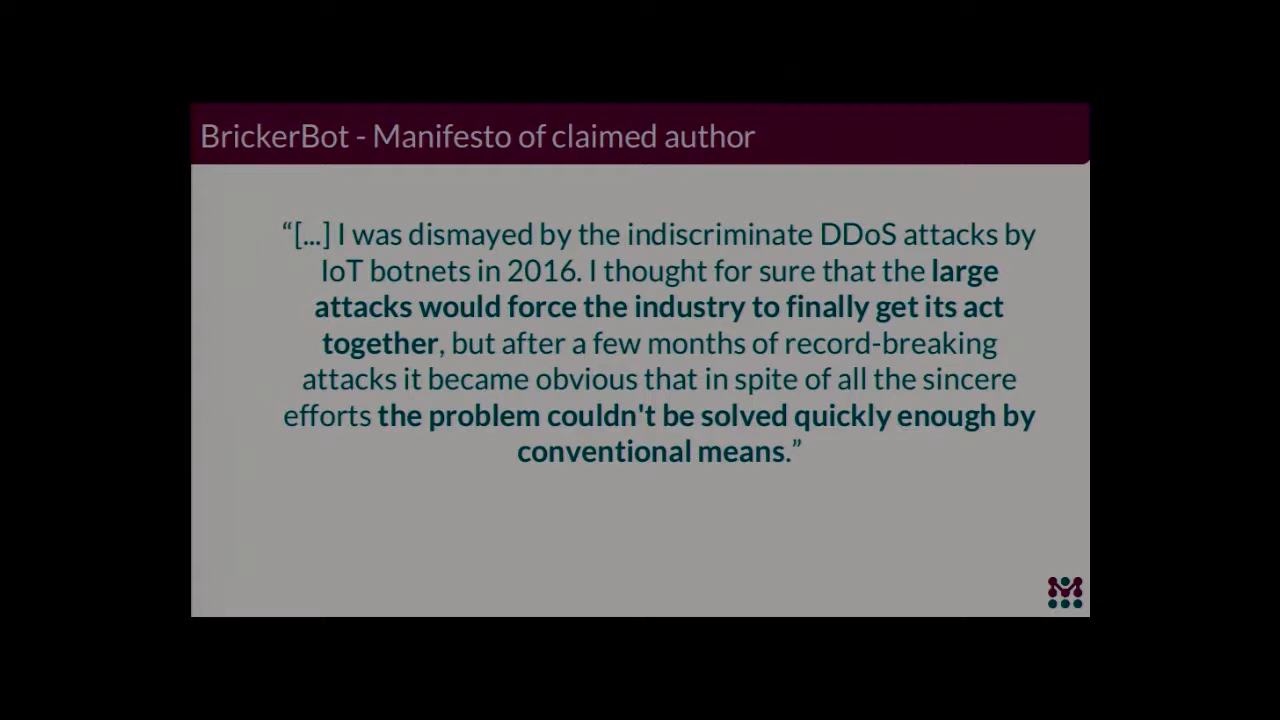 BrickerBot - Manifesto of claimed author
“[...] I was dismayed by the indiscriminate DDoS attacks by
IoT botnets in 2016. I thought for sure that the large
attacks would force the industry to finally get its act
together, but after a few months of record-breaking
attacks it became obvious that in spite of all the sincere
efforts the problem couldn't be solved quickly enough by
conventional means.”